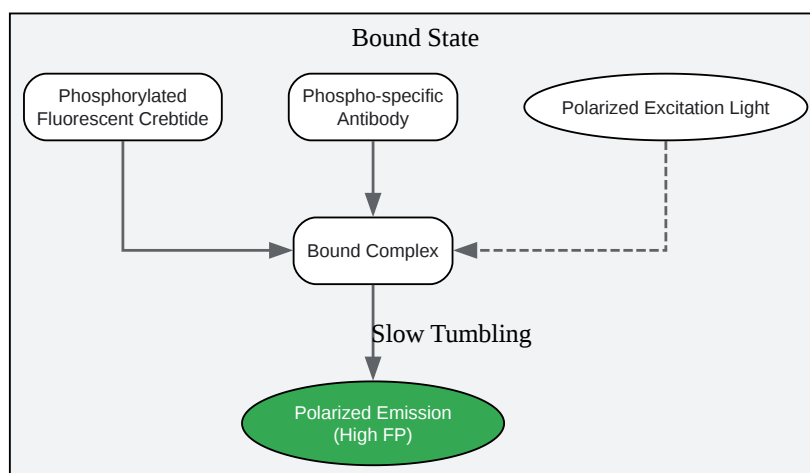 Bound State
Phosphorylated
Fluorescent Crebtide
Phospho-specific
Antibody
Polarized Excitation Light
Bound Complex
Slow Tumbling
Polarized Emission
(High FP)